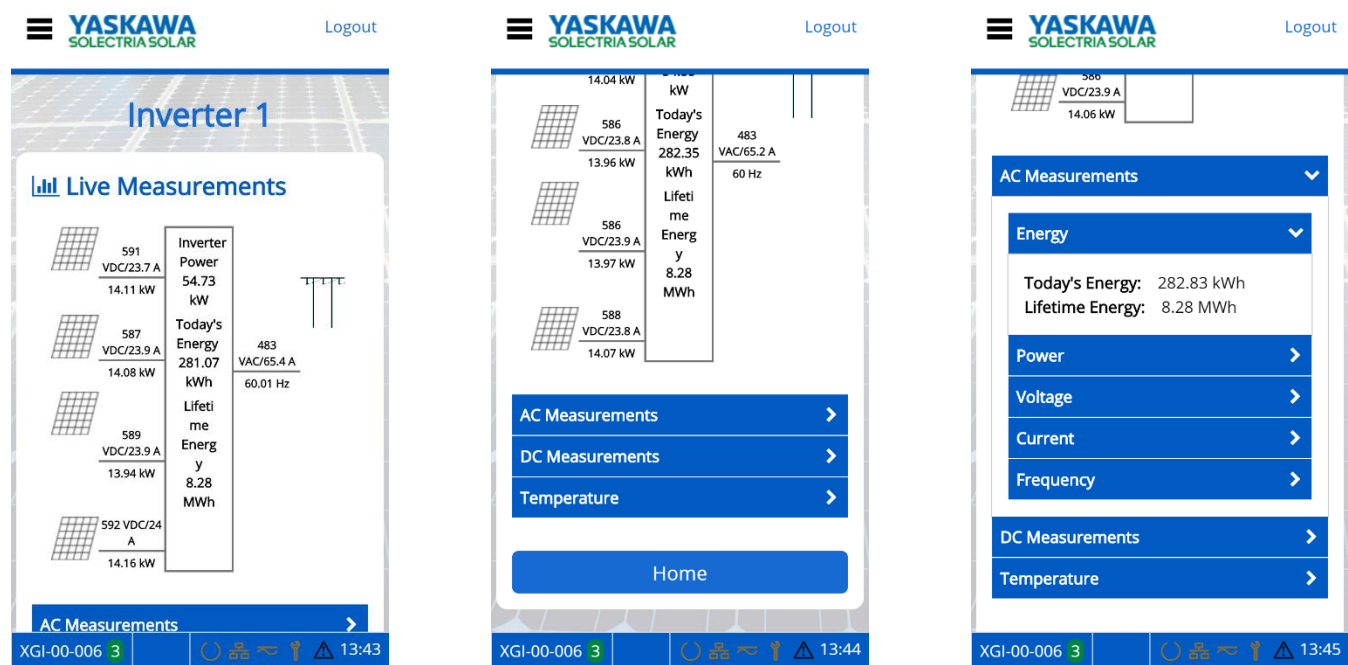 YASKAWA
SOLECTRIA SOLAR
Logout
Inverter 1
Live Measurements
591
VDC/23.7 A
14.11 kW
587
VDC/23.9 A
14.08 kW
589
VDC/23.9 A
13.94 kW
592 VDC/24
A
14.16 kW
Inverter
Power
54.73
kW
Today's
Energy
281.07
kWh
Lifeti
me
Energ
y
8.28
MWh
483
VAC/65.4 A
60.01 Hz
AC Measurements
XGI-00-006 3
13:43
YASKAWA
SOLECTRIA SOLAR
Logout
14.04 kW
586
VDC/23.8 A
13.96 kW
586
VDC/23.9 A
13.97 kW
588
VDC/23.8 A
14.07 kW
kW
Today's
Energy
282.35
kWh
Lifeti
me
Energ
y
8.28
MWh
483
VAC/65.2 A
60 Hz
AC Measurements
DC Measurements
Temperature
Home
XGI-00-006 3
13:44
YASKAWA
SOLECTRIA SOLAR
Logout
586
VDC/23.9 A
14.06 kW
AC Measurements
Energy
Today's Energy: 282.83 kWh
Lifetime Energy: 8.28 MWh
Power
Voltage
Current
Frequency
DC Measurements
Temperature
XGI-00-006 3
13:45